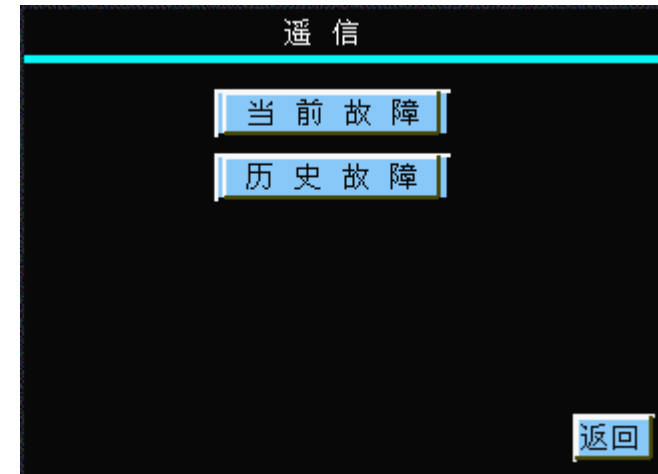 遥 信
当 前 故 障
历 史 故 障
返回